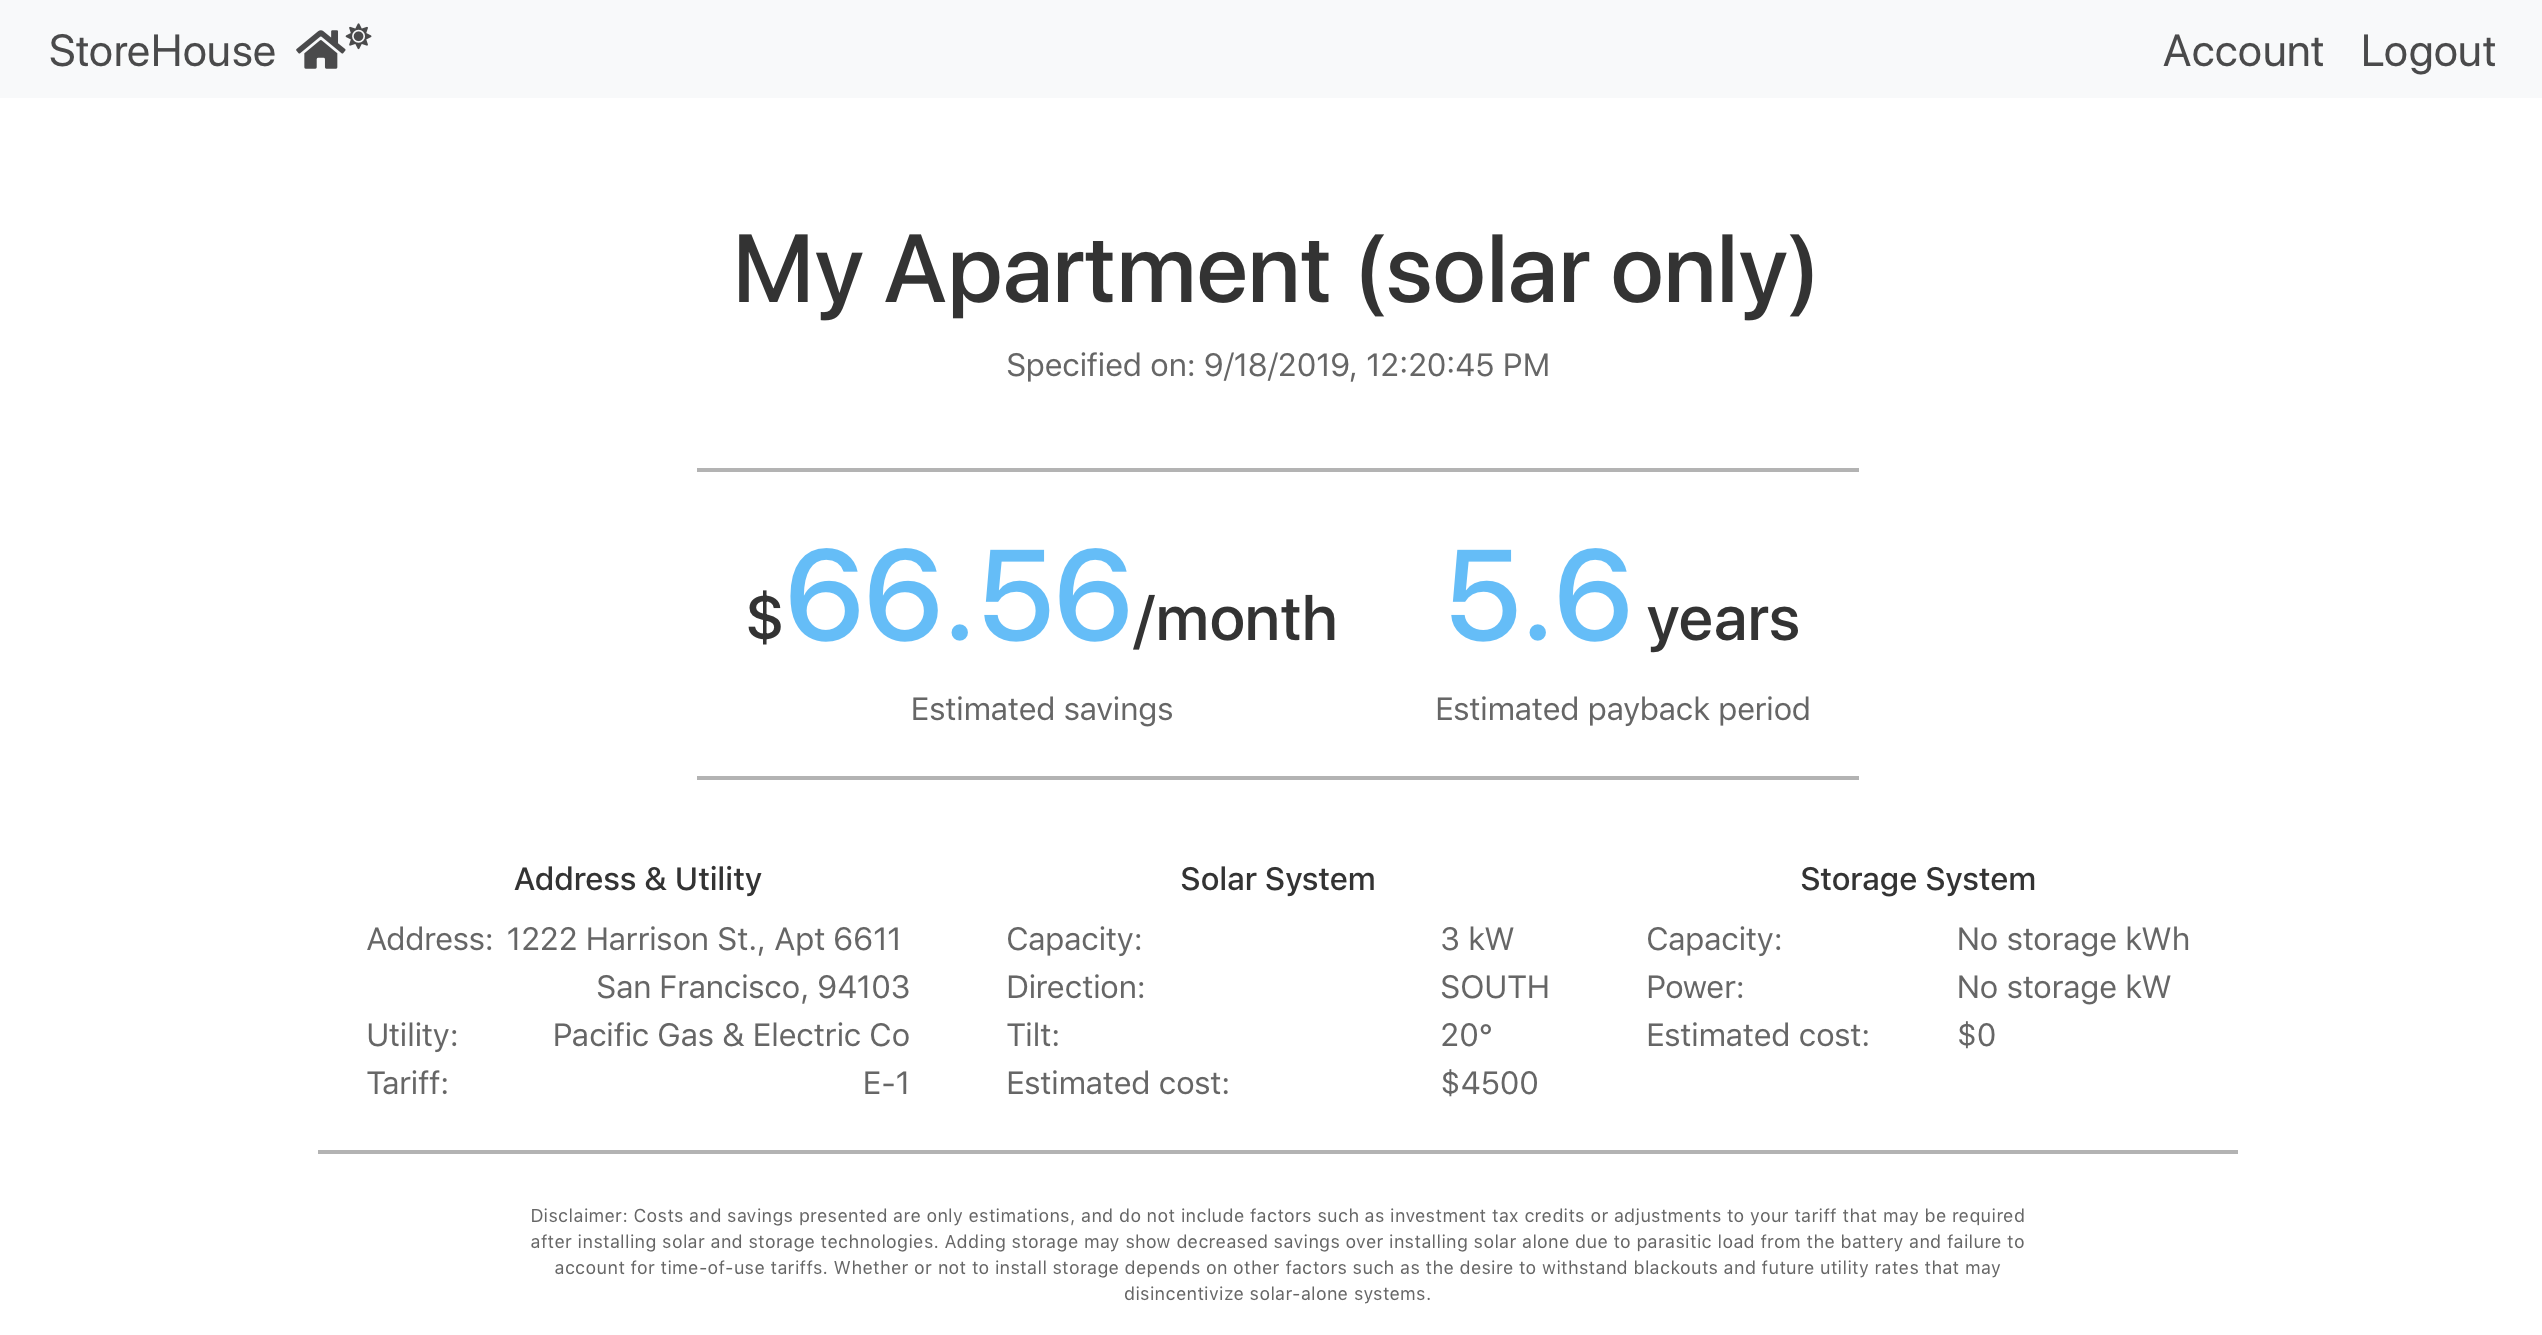 StoreHouse
Account Logout
My Apartment (solar only)
Specified on: 9/18/2019, 12:20:45 PM
$66.56/month
Estimated savings
5.6 years
Estimated payback period
Address & Utility
Address: 1222 Harrison St., Apt 6611
San Francisco, 94103
Utility: Pacific Gas & Electric Co
Tariff: E-1
Solar System
Capacity: 3 kW
Direction: SOUTH
Tilt: 20°
Estimated cost: $4500
Storage System
Capacity: No storage kWh
Power: No storage kW
Estimated cost: $0
Disclaimer: Costs and savings presented are only estimations, and do not include factors such as investment tax credits or adjustments to your tariff that may be required
after installing solar and storage technologies. Adding storage may show decreased savings over installing solar alone due to parasitic load from the battery and failure to
account for time-of-use tariffs. Whether or not to install storage depends on other factors such as the desire to withstand blackouts and future utility rates that may
disincentivize solar-alone systems.